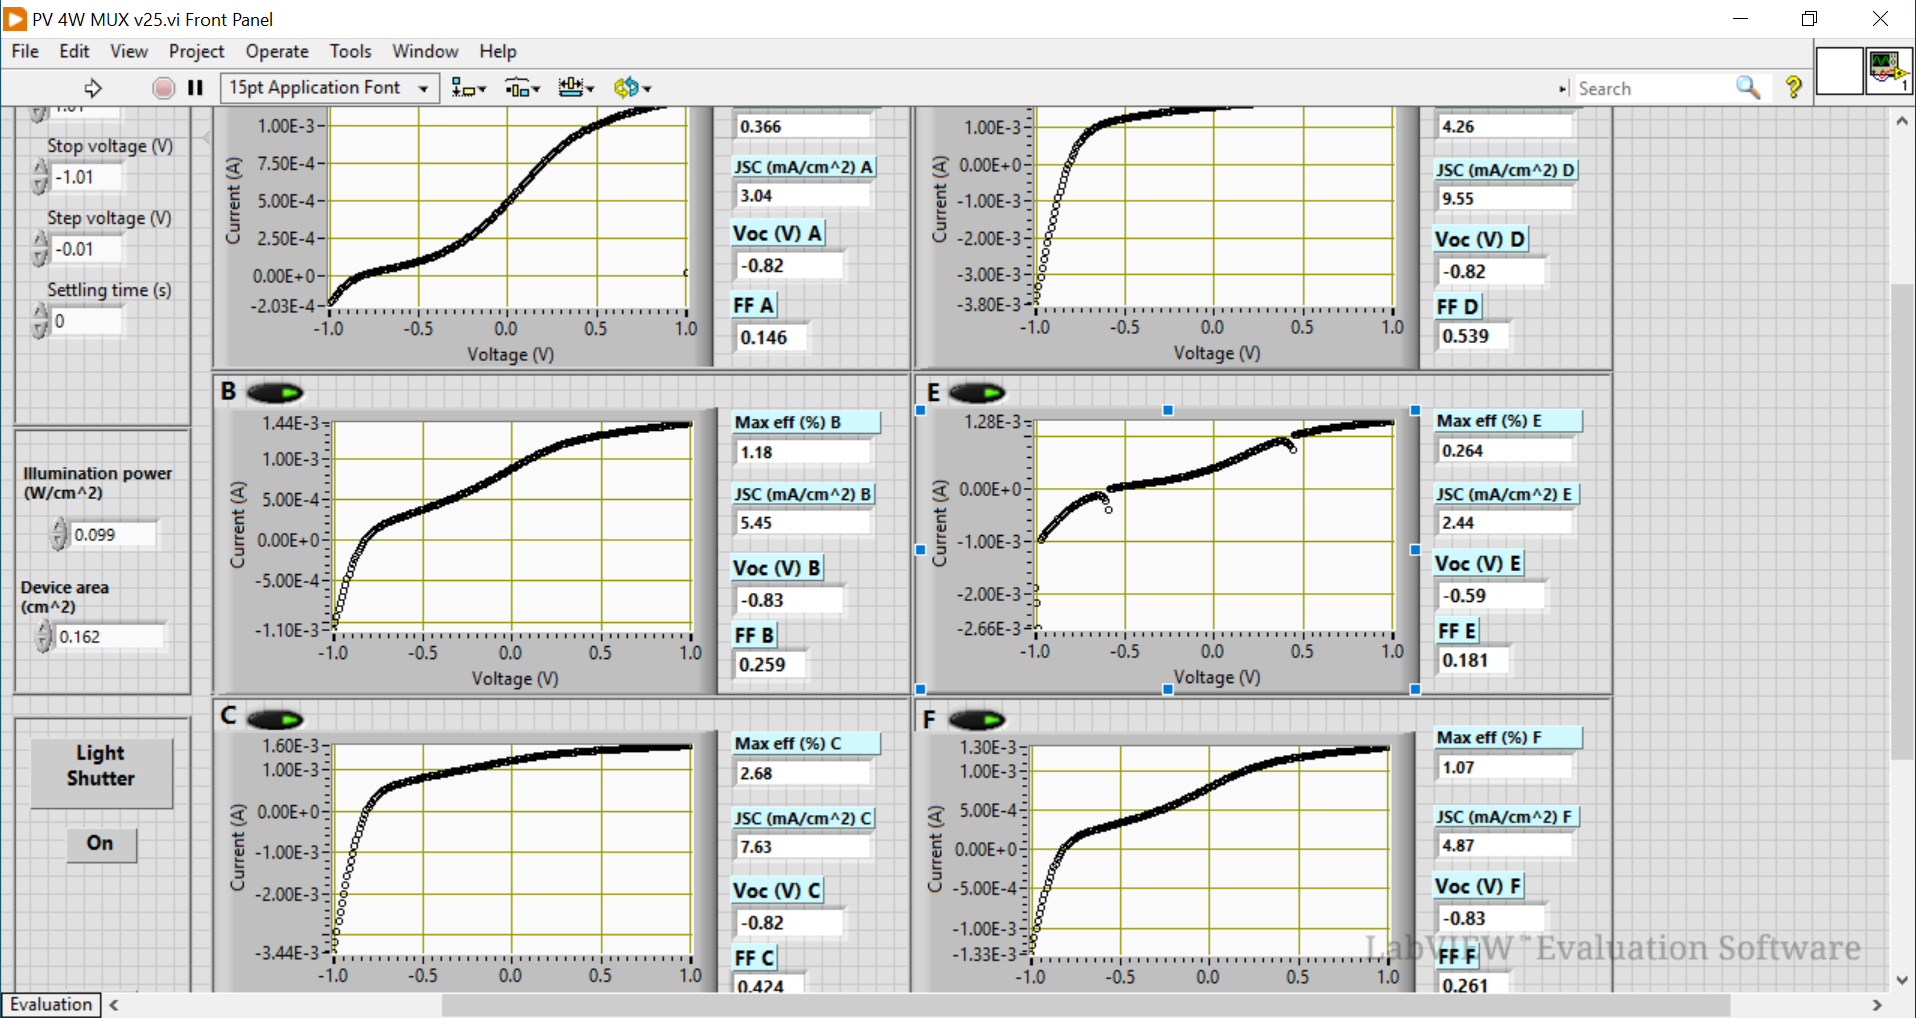 PV 4W MUX v25.vi Front Panel
File Edit View Project Operate Tools Window Help
15pt Application Font
Search
1
Stop voltage (V)
-1.01
Step voltage (V)
-0.01
Settling time (s)
0
Illumination power
(W/cm^2)
0.099
Device area
(cm^2)
0.162
Light
Shutter
On
1.00E-3
7.50E-4
5.00E-4
2.50E-4
0.00E+0
-2.03E-4
Current (A)
-1.0 -0.5 0.0 0.5 1.0
Voltage (V)
0.366
JSC (mA/cm^2) A
3.04
Voc (V) A
-0.82
FF A
0.146
1.00E-3
0.00E+0
-1.00E-3
-2.00E-3
-3.00E-3
-3.80E-3
Current (A)
-1.0 -0.5 0.0 0.5 1.0
Voltage (V)
4.26
JSC (mA/cm^2) D
9.55
Voc (V) D
-0.82
FF D
0.539
B
1.44E-3
1.00E-3
5.00E-4
0.00E+0
-5.00E-4
-1.10E-3
Current (A)
-1.0 -0.5 0.0 0.5 1.0
Voltage (V)
Max eff (%) B
1.18
JSC (mA/cm^2) B
5.45
Voc (V) B
-0.83
FF B
0.259
E
1.28E-3
0.00E+0
-1.00E-3
-2.00E-3
-2.66E-3
Current (A)
-1.0 -0.5 0.0 0.5 1.0
Voltage (V)
Max eff (%) E
0.264
JSC (mA/cm^2) E
2.44
Voc (V) E
-0.59
FF E
0.181
C
1.60E-3
1.00E-3
0.00E+0
-1.00E-3
-2.00E-3
-3.44E-3
Current (A)
-1.0 -0.5 0.0 0.5 1.0
Max eff (%) C
2.68
JSC (mA/cm^2) C
7.63
Voc (V) C
-0.82
FF C
0.424
F
1.30E-3
1.00E-3
5.00E-4
0.00E+0
-5.00E-4
-1.00E-3
-1.33E-3
Current (A)
-1.0 -0.5 0.0 0.5 1.0
Max eff (%) F
1.07
JSC (mA/cm^2) F
4.87
Voc (V) F
-0.83
FF F
0.261
LabVIEW™ Evaluation Software
Evaluation